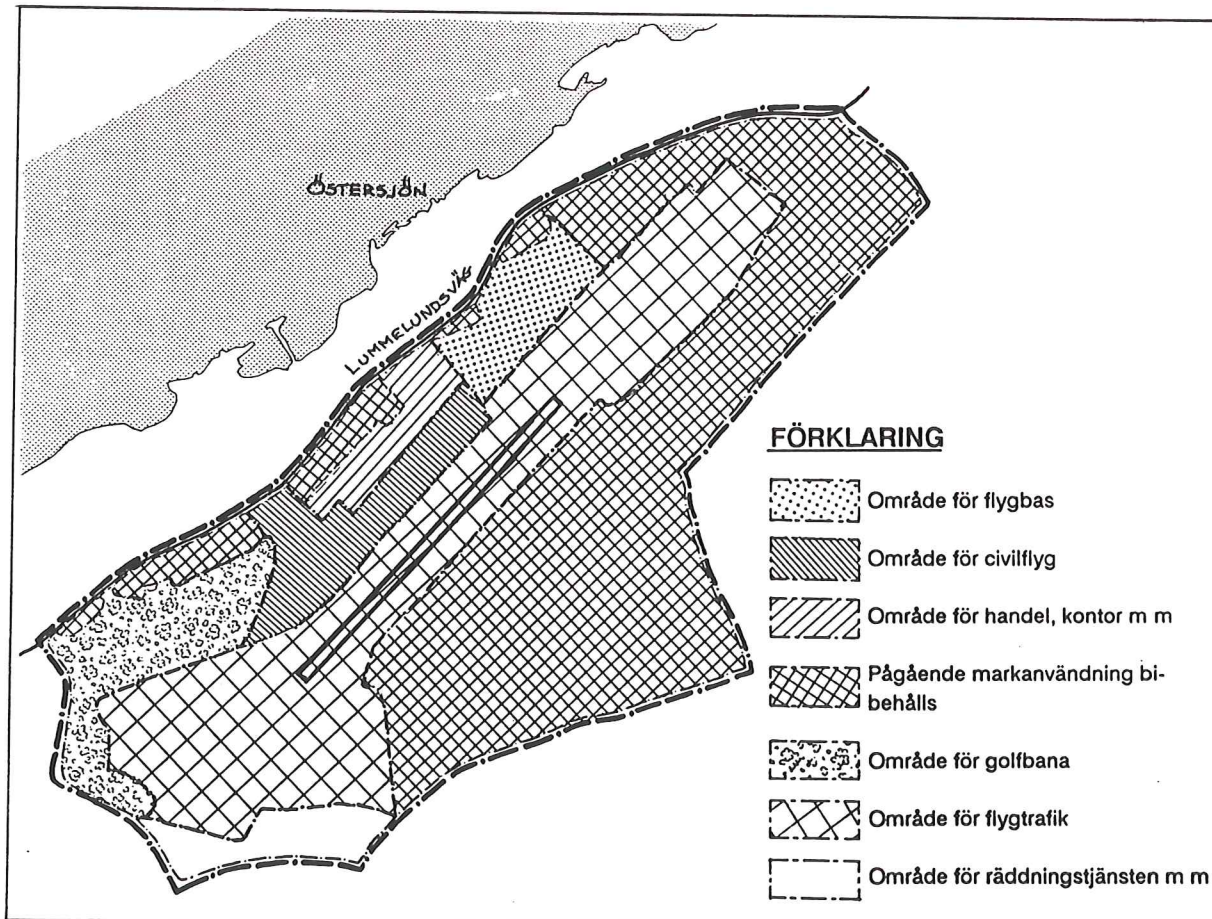 ÖSTERSJÖN
LUMMELUNDSVÄG
FÖRKLARING
Område för flygbas
Område för civilflyg
Område för handel, kontor m m
Pågående markanvändning bi-
behålls
Område för golfbana
Område för flygtrafik
Område för räddningstjänsten m m